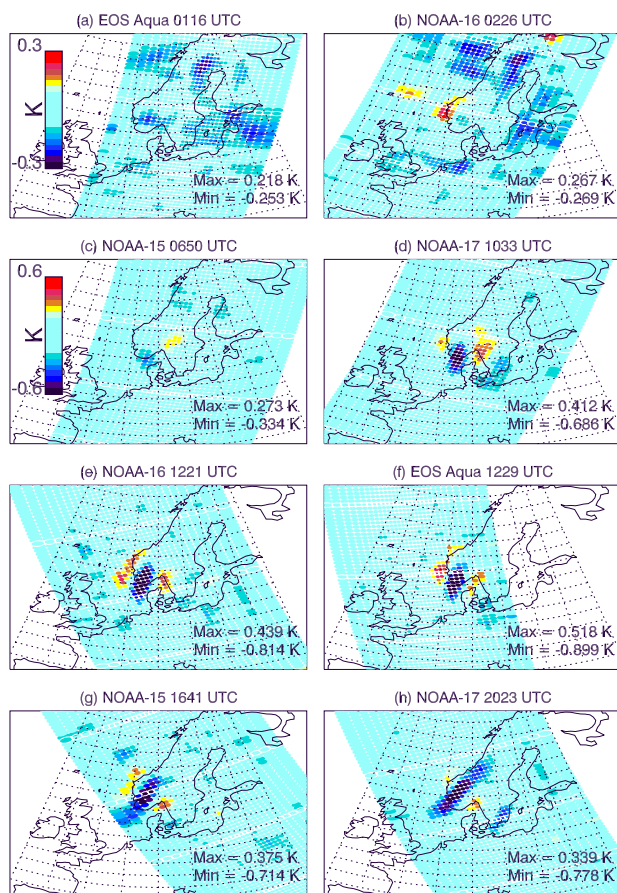 (a) EOS Aqua 0116 UTC
0.3
K
-0.3
Max = 0.218 K
Min = -0.253 K
(b) NOAA-16 0226 UTC
Max = 0.267 K
Min = -0.269 K
(c) NOAA-15 0650 UTC
0.6
K
-0.6
Max = 0.273 K
Min = -0.334 K
(d) NOAA-17 1033 UTC
Max = 0.412 K
Min = -0.686 K
(e) NOAA-16 1221 UTC
Max = 0.439 K
Min = -0.814 K
(f) EOS Aqua 1229 UTC
Max = 0.518 K
Min = -0.899 K
(g) NOAA-15 1641 UTC
Max = 0.375 K
Min = -0.714 K
(h) NOAA-17 2023 UTC
Max = 0.339 K
Min = -0.778 K